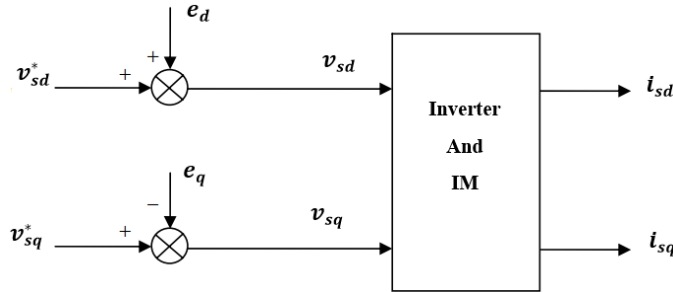 e_d
+
v*_sd
+
v_sd
i_sd
Inverter
And
IM
e_q
−
v*_sq
+
v_sq
i_sq